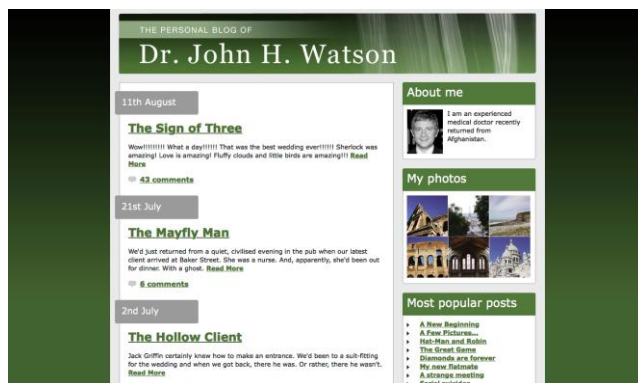 THE PERSONAL BLOG OF
Dr. John H. Watson
11th August
The Sign of Three
Wow!!!!!!!!! What a day!!!!!! That was the best wedding ever!!!!!! Sherlock was
amazing! Love is amazing! Fluffy clouds and little birds are amazing!!! Read
More
43 comments
21st July
The Mayfly Man
We'd just returned from a quiet, civilised evening in the pub when our latest
client arrived at Baker Street. She was a nurse. And, apparently, she'd been out
for dinner. With a ghost. Read More
6 comments
2nd July
The Hollow Client
Jack Griffin certainly knew how to make an entrance. We'd been to a suit-fitting
for the wedding and when we got back, there he was. Or rather, there he wasn't.
Read More
About me
I am an experienced
medical doctor recently
returned from
Afghanistan.
My photos
Most popular posts
A New Beginning
A Few Pictures...
Hat-Man and Robin
The Great Game
Diamonds are forever
My new flatmate
A strange meeting